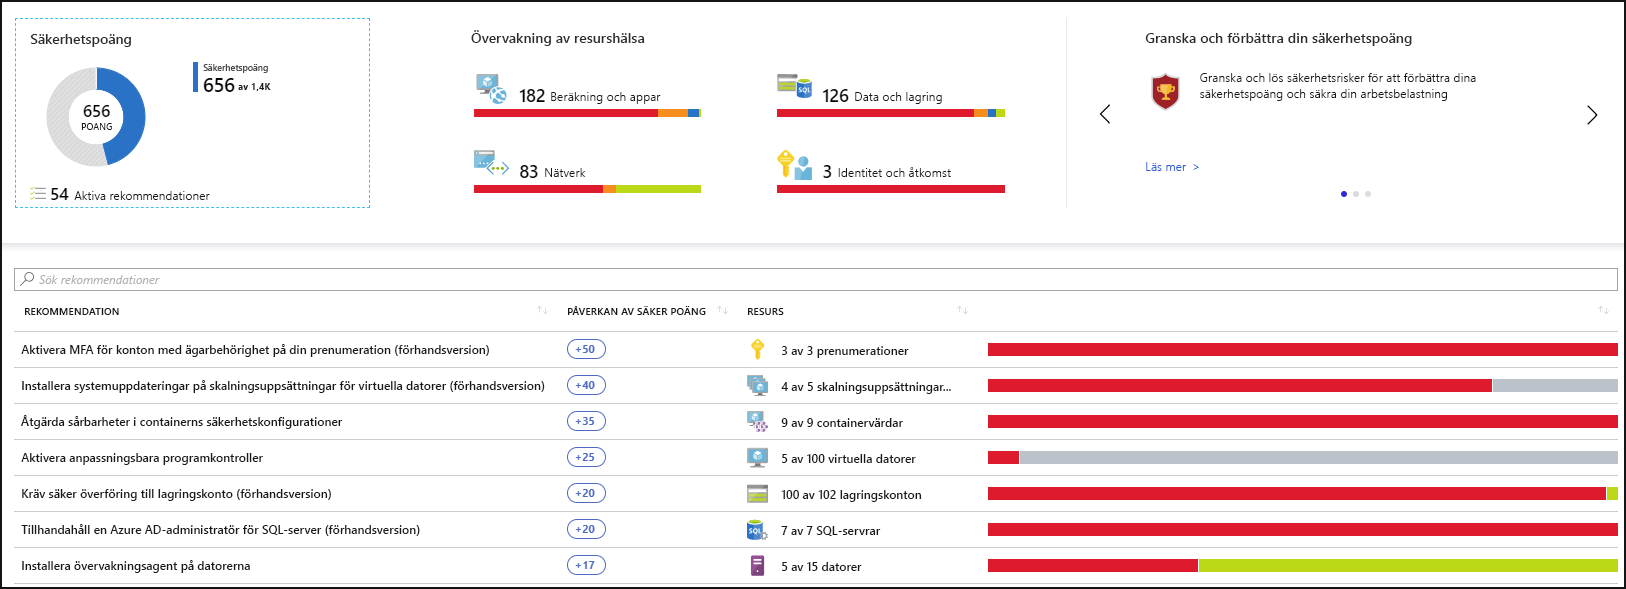 Säkerhetspoäng
656
POÄNG
Säkerhetspoäng
656 av 1,4K
54 Aktiva rekommendationer
Övervakning av resurshälsa
182 Beräkning och appar
126 Data och lagring
SQL
83 Nätverk
3 Identitet och åtkomst
Granska och förbättra din säkerhetspoäng
Granska och lös säkerhetsrisker för att förbättra dina
säkerhetspoäng och säkra din arbetsbelastning
Läs mer >
Sök rekommendationer
REKOMMENDATION PÅVERKAN AV SÄKER POÄNG RESURS
Aktivera MFA för konton med ägarbehörighet på din prenumeration (förhandsversion) +50 3 av 3 prenumerationer
Installera systemuppdateringar på skalningsuppsättningar för virtuella datorer (förhandsversion) +40 4 av 5 skalningsuppsättningar...
Åtgärda sårbarheter i containerns säkerhetskonfigurationer +35 9 av 9 containervärdar
Aktivera anpassningsbara programkontroller +25 5 av 100 virtuella datorer
Kräv säker överföring till lagringskonto (förhandsversion) +20 100 av 102 lagringskonton
Tillhandahåll en Azure AD-administratör för SQL-server (förhandsversion) +20 SQL 7 av 7 SQL-servrar
Installera övervakningsagent på datorerna +17 5 av 15 datorer